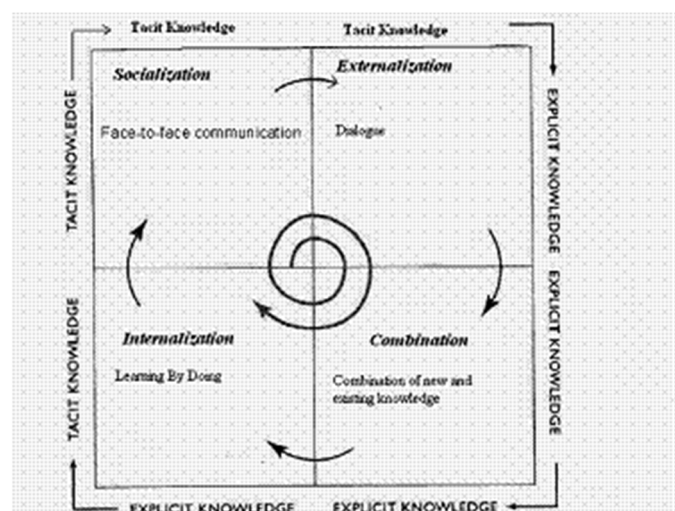 Tacit Knowledge
Tacit Knowledge
Socialization
Externalization
Face-to-face communication
Dialogue
TACIT KNOWLEDGE
EXPLICIT KNOWLEDGE
TACIT KNOWLEDGE
EXPLICIT KNOWLEDGE
Internalization
Combination
Learning By Doing
Combination of new and
existing knowledge
EXPLICIT KNOWLEDGE
EXPLICIT KNOWLEDGE